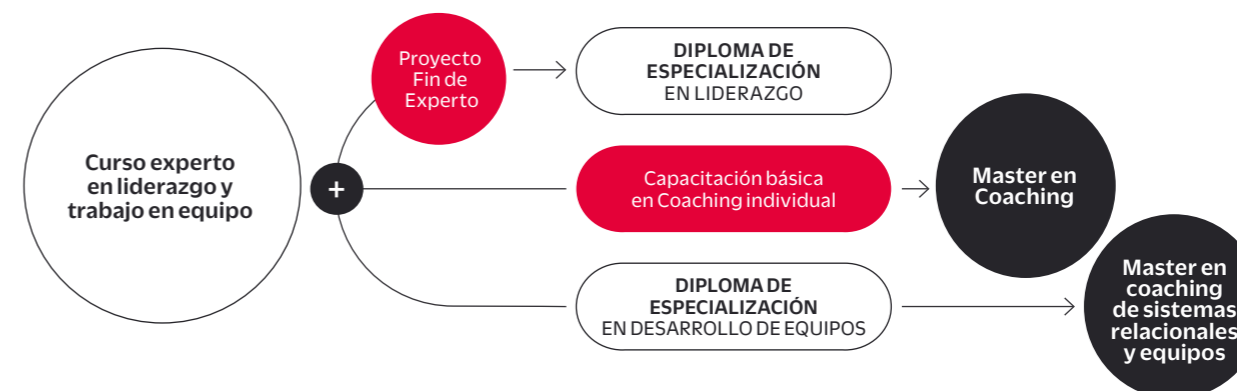 Curso experto
en liderazgo y
trabajo en equipo
+
Proyecto
Fin de
Experto
DIPLOMA DE
ESPECIALIZACIÓN
EN LIDERAZGO
Capacitación básica
en Coaching individual
Master en
Coaching
DIPLOMA DE
ESPECIALIZACIÓN
EN DESARROLLO DE EQUIPOS
Master en
coaching
de sistemas
relacionales
y equipos